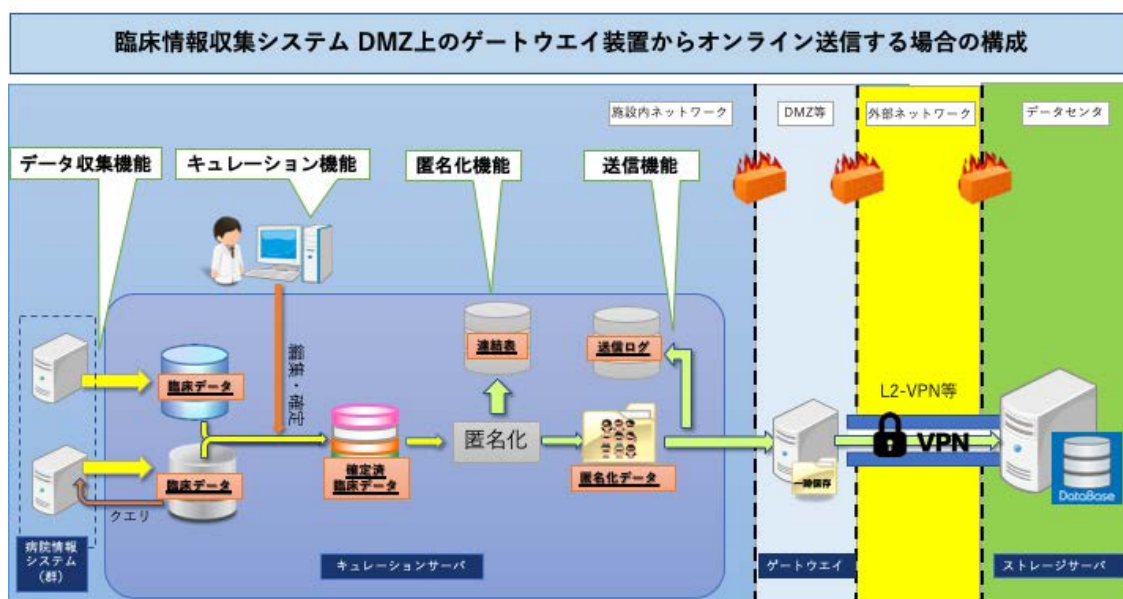 臨床情報収集システム DMZ上のゲートウエイ装置からオンライン送信する場合の構成
施設内ネットワーク
DMZ等
外部ネットワーク
データセンタ
データ収集機能
キュレーション機能
匿名化機能
送信機能
編集・確定
連結表
送信ログ
臨床データ
L2-VPN等
匿名化
VPN
確定済
臨床データ
匿名化データ
臨床データ
一時保存
DataBase
クエリ
病院情報
システム
(群)
キュレーションサーバ
ゲートウエイ
ストレージサーバ